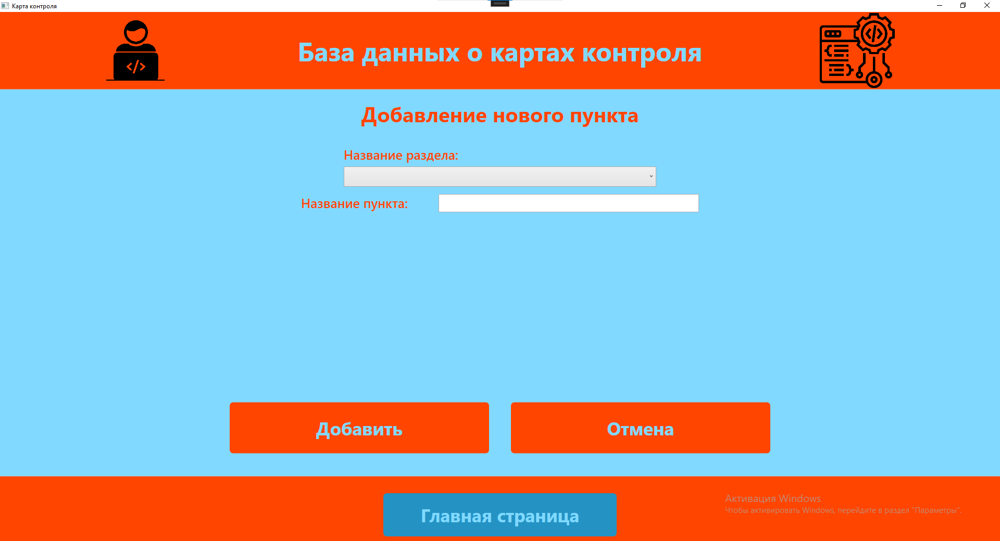 Карта контроля
База данных о картах контроля
</>
</>
Добавление нового пункта
Название раздела:
Название пункта:
Добавить
Отмена
Главная страница
Активация Windows
Чтобы активировать Windows, перейдите в раздел "Параметры".